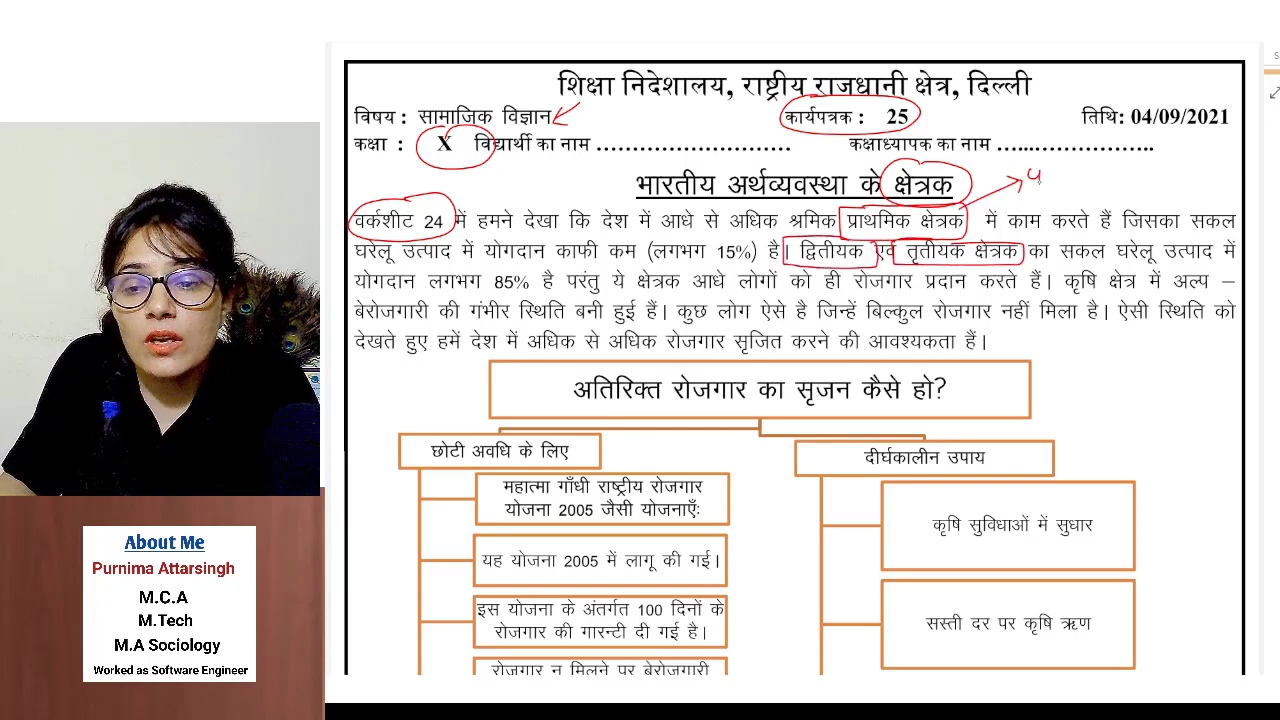 शिक्षा निदेशालय, राष्ट्रीय राजधानी क्षेत्र, दिल्ली
विषय : सामाजिक विज्ञान कार्यपत्रक : 25 तिथि: 04/09/2021
कक्षा : X विद्यार्थी का नाम ........................... कक्षाध्यापक का नाम ......................
भारतीय अर्थव्यवस्था के क्षेत्रक
वर्कशीट 24 में हमने देखा कि देश में आधे से अधिक श्रमिक प्राथमिक क्षेत्रक में काम करते हैं जिसका सकल
घरेलू उत्पाद में योगदान काफी कम (लगभग 15%) है। द्वितीयक एवं तृतीयक क्षेत्रक का सकल घरेलू उत्पाद में
योगदान लगभग 85% है परंतु ये क्षेत्रक आधे लोगों को ही रोजगार प्रदान करते हैं। कृषि क्षेत्र में अल्प –
बेरोजगारी की गंभीर स्थिति बनी हुई हैं। कुछ लोग ऐसे है जिन्हें बिल्कुल रोजगार नहीं मिला है। ऐसी स्थिति को
देखते हुए हमें देश में अधिक से अधिक रोजगार सृजित करने की आवश्यकता हैं।
अतिरिक्त रोजगार का सृजन कैसे हो?
छोटी अवधि के लिए
महात्मा गाँधी राष्ट्रीय रोजगार
योजना 2005 जैसी योजनाएँः
यह योजना 2005 में लागू की गई।
इस योजना के अंतर्गत 100 दिनों के
रोजगार की गारन्टी दी गई है।
रोजगार न मिलने पर बेरोजगारी
दीर्घकालीन उपाय
कृषि सुविधाओं में सुधार
सस्ती दर पर कृषि ऋण
About Me
Purnima Attarsingh
M.C.A
M.Tech
M.A Sociology
Worked as Software Engineer